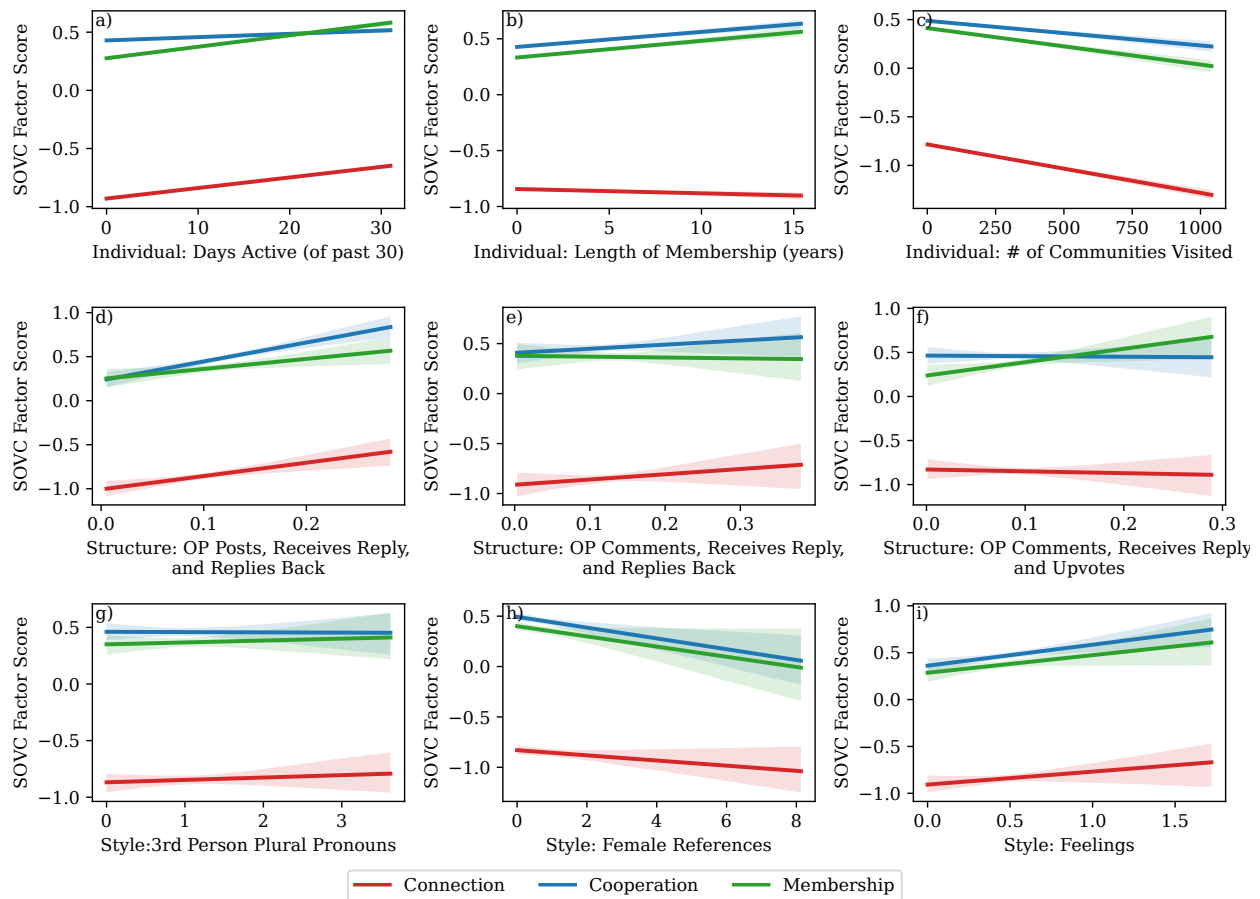 a)
SOVC Factor Score
0.5
0.0
−0.5
−1.0
0 10 20 30
Individual: Days Active (of past 30)
b)
SOVC Factor Score
0.5
0.0
−0.5
−1.0
0 5 10 15
Individual: Length of Membership (years)
c)
SOVC Factor Score
0.5
0.0
−0.5
−1.0
0 250 500 750 1000
Individual: # of Communities Visited
d)
SOVC Factor Score
1.0
0.5
0.0
−0.5
−1.0
0.0 0.1 0.2
Structure: OP Posts, Receives Reply,
and Replies Back
e)
SOVC Factor Score
1.0
0.5
0.0
−0.5
−1.0
0.0 0.1 0.2 0.3
Structure: OP Comments, Receives Reply,
and Replies Back
f)
SOVC Factor Score
1.0
0.5
0.0
−0.5
−1.0
0.0 0.1 0.2 0.3
Structure: OP Comments, Receives Reply
and Upvotes
g)
SOVC Factor Score
0.5
0.0
−0.5
−1.0
0 1 2 3
Style:3rd Person Plural Pronouns
h)
SOVC Factor Score
0.5
0.0
−0.5
−1.0
0 2 4 6 8
Style: Female References
i)
SOVC Factor Score
1.0
0.5
0.0
−0.5
−1.0
0.0 0.5 1.0 1.5
Style: Feelings
Connection Cooperation Membership